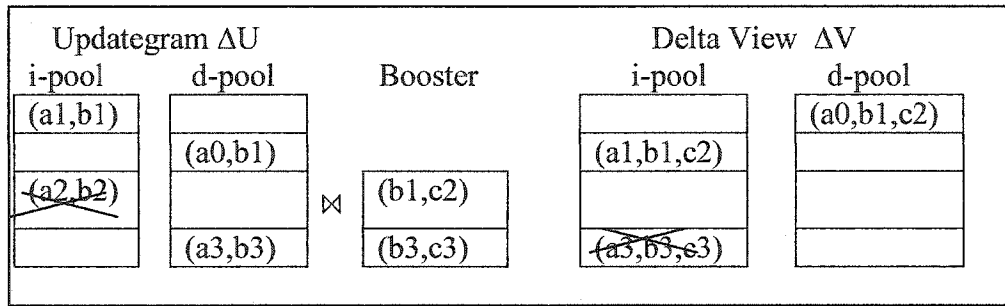 Updategram ΔU Delta View ΔV
i-pool d-pool Booster i-pool d-pool
(a1,b1) (a0,b1,c2)
(a0,b1) (a1,b1,c2)
(a2,b2) (b1,c2)
⋈
(a3,b3) (b3,c3) (a3,b3,c3)